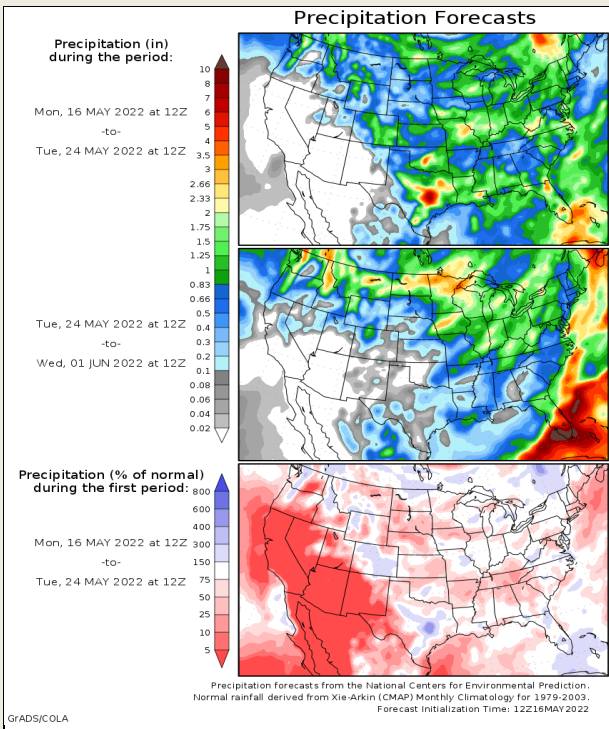 Precipitation Forecasts
Precipitation (in)
during the period:
Mon, 16 MAY 2022 at 12Z
-to-
Tue, 24 MAY 2022 at 12Z
10
8
7
6
5
4
3.5
3
2.66
2.33
2
1.75
1.5
1.25
1
0.83
0.66
0.5
0.4
0.3
0.2
0.1
0.08
0.06
0.04
0.02
Tue, 24 MAY 2022 at 12Z
-to-
Wed, 01 JUN 2022 at 12Z
Precipitation (% of normal)
during the first period:
Mon, 16 MAY 2022 at 12Z
-to-
Tue, 24 MAY 2022 at 12Z
800
600
400
300
150
75
50
25
10
5
Precipitation forecasts from the National Centers for Environmental Prediction.
Normal rainfall derived from Xie-Arkin (CMAP) Monthly Climatology for 1979-2003.
Forecast Initialization Time: 12Z16MAY2022
GrADS/COLA